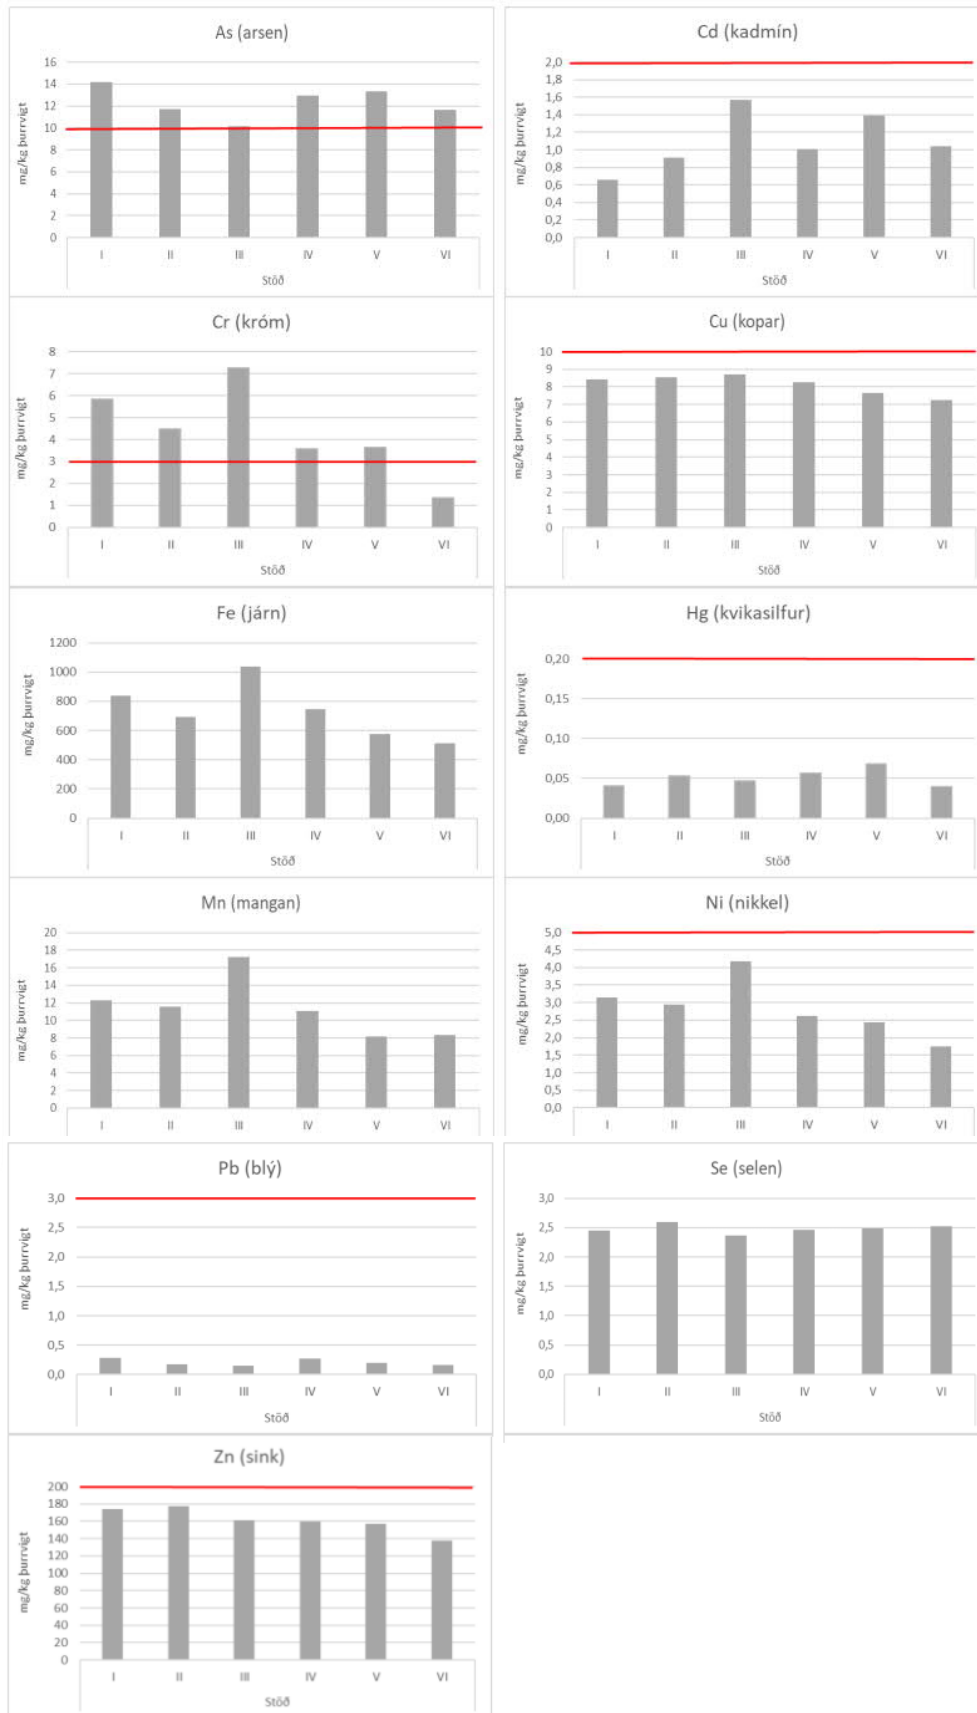 As (arsen)
mg/kg þurrvigt
16
14
12
10
8
6
4
2
0
I II III IV V VI
Stöð
Cd (kadmín)
mg/kg þurrvigt
2,0
1,8
1,6
1,4
1,2
1,0
0,8
0,6
0,4
0,2
0,0
I II III IV V VI
Stöð
Cr (króm)
mg/kg þurrvigt
8
7
6
5
4
3
2
1
0
I II III IV V VI
Stöð
Cu (kopar)
mg/kg þurrvigt
10
9
8
7
6
5
4
3
2
1
0
I II III IV V VI
Stöð
Fe (járn)
mg/kg þurrvigt
1200
1000
800
600
400
200
0
I II III IV V VI
Stöð
Hg (kvikasilfur)
mg/kg þurrvigt
0,20
0,15
0,10
0,05
0,00
I II III IV V VI
Stöð
Mn (mangan)
mg/kg þurrvigt
20
18
16
14
12
10
8
6
4
2
0
I II III IV V VI
Ni (nikkel)
mg/kg þurrvigt
5,0
4,5
4,0
3,5
3,0
2,5
2,0
1,5
1,0
0,5
0,0
I II III IV V VI
Pb (blý)
mg/kg þurrvigt
3,0
2,5
2,0
1,5
1,0
0,5
0,0
I II III IV V VI
Stöð
Se (selen)
mg/kg þurrvigt
3,0
2,5
2,0
1,5
1,0
0,5
0,0
I II III IV V VI
Stöð
Zn (sink)
mg/kg þurrvigt
200
180
160
140
120
100
80
60
40
20
0
I II III IV V VI
Stöð